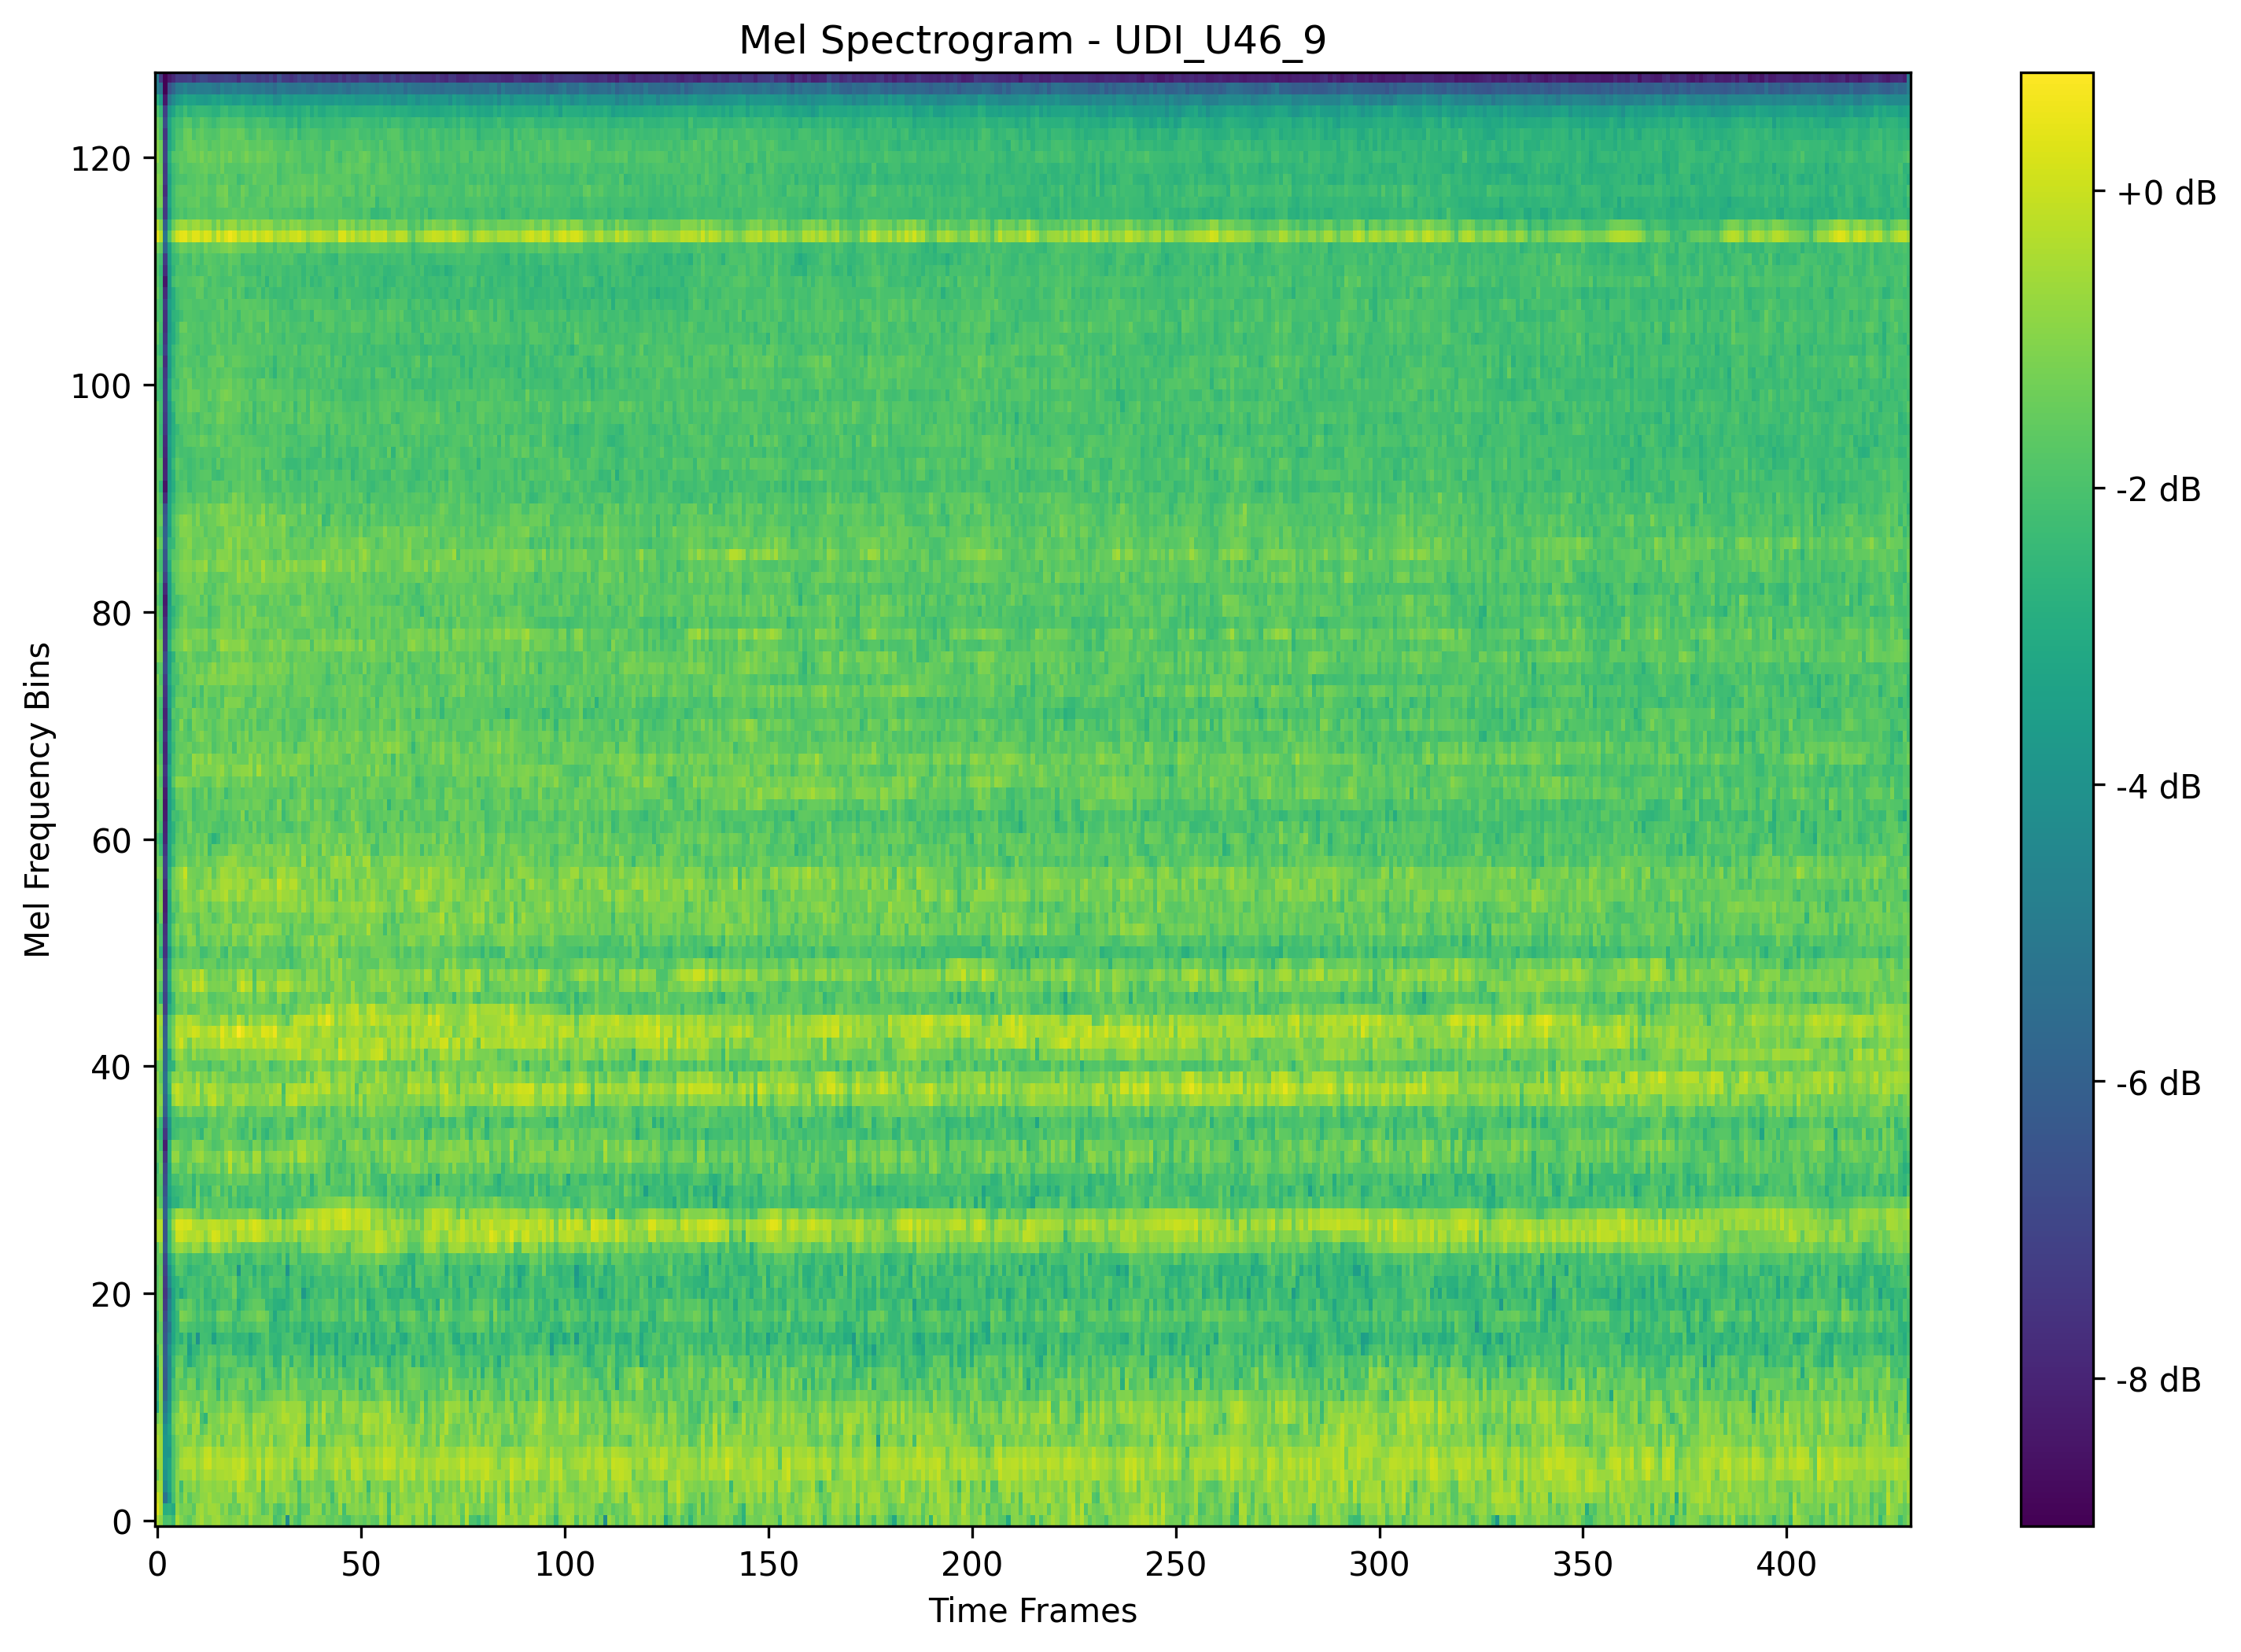 Mel Spectrogram - UDI_U46_9
Mel Frequency Bins
120
100
80
60
40
20
0
0 50 100 150 200 250 300 350 400
Time Frames
+0 dB
-2 dB
-4 dB
-6 dB
-8 dB